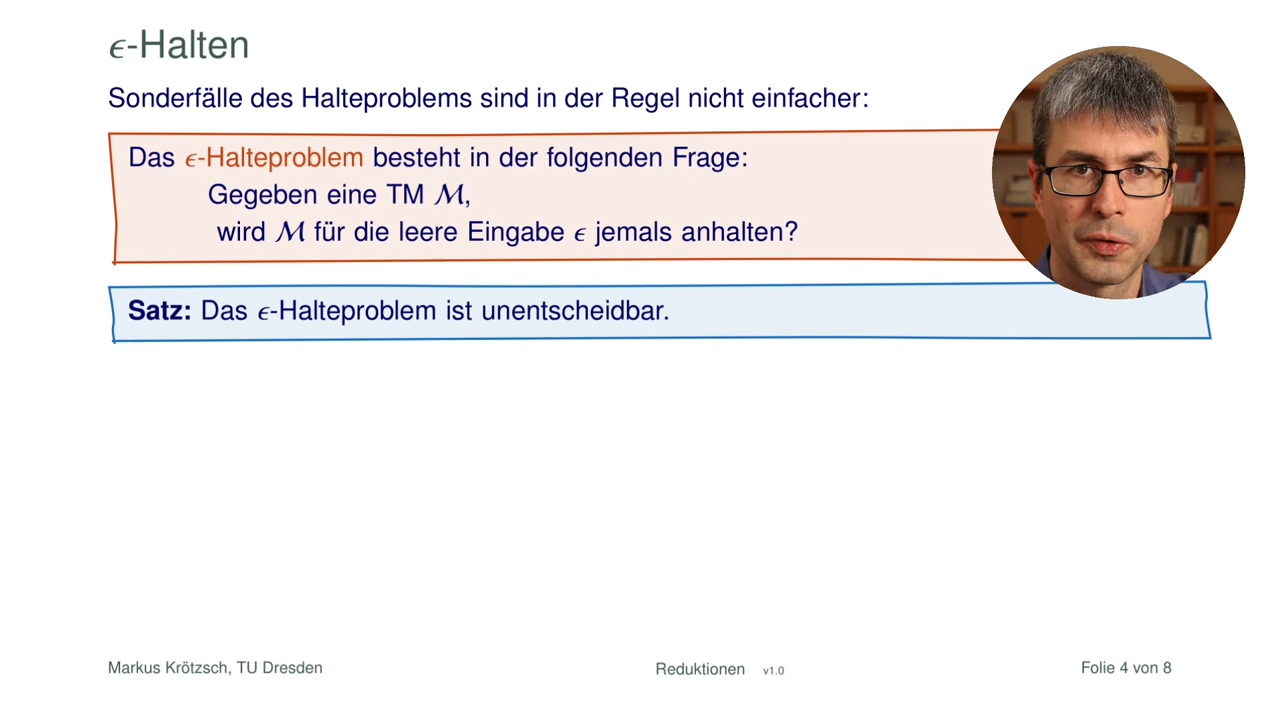 ϵ-Halten
Sonderfälle des Halteproblems sind in der Regel nicht einfacher:
Das ϵ-Halteproblem besteht in der folgenden Frage:
Gegeben eine TM ℳ,
wird ℳ für die leere Eingabe ϵ jemals anhalten?
Satz: Das ϵ-Halteproblem ist unentscheidbar.
Markus Krötzsch, TU Dresden
Reduktionen v1.0
Folie 4 von 8